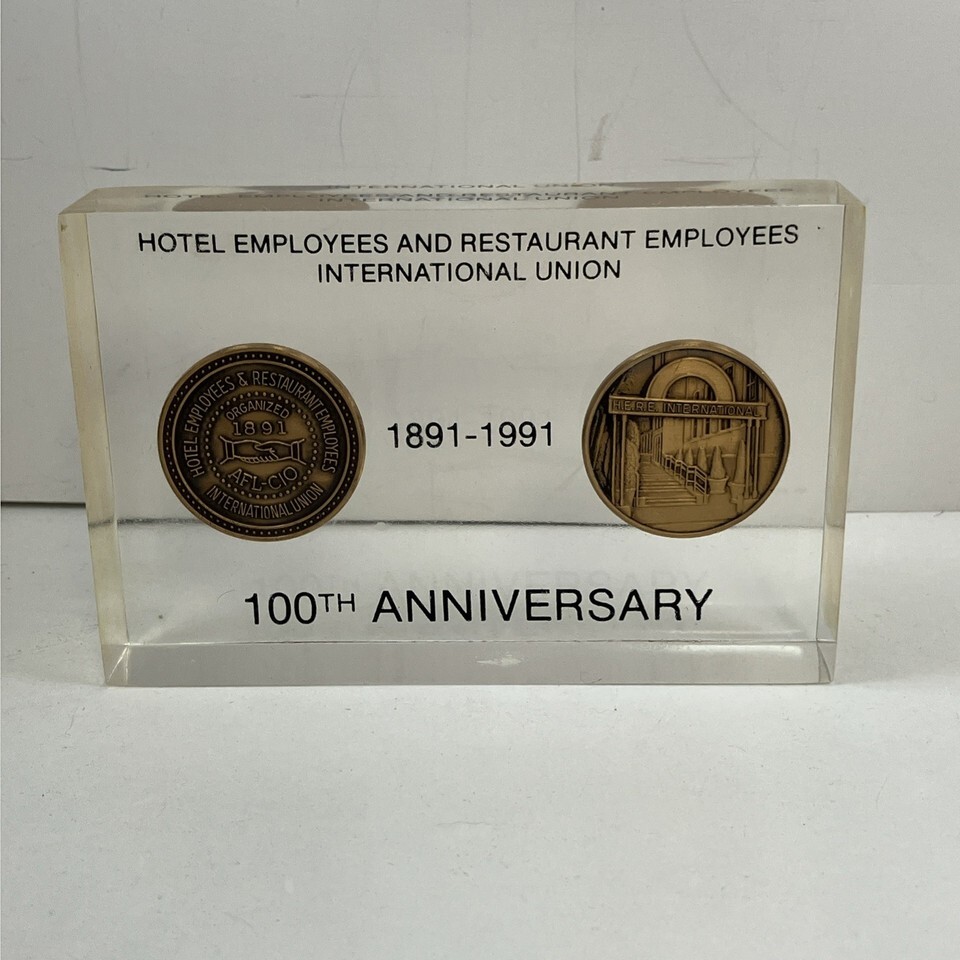 HOTEL EMPLOYEES AND RESTAURANT EMPLOYEES
INTERNATIONAL UNION
HOTEL EMPLOYEES & RESTAURANT EMPLOYEES
INTERNATIONAL UNION
ORGANIZED
1891
AFL-CIO
1891-1991
H.E.R.E. INTERNATIONAL
100TH ANNIVERSARY